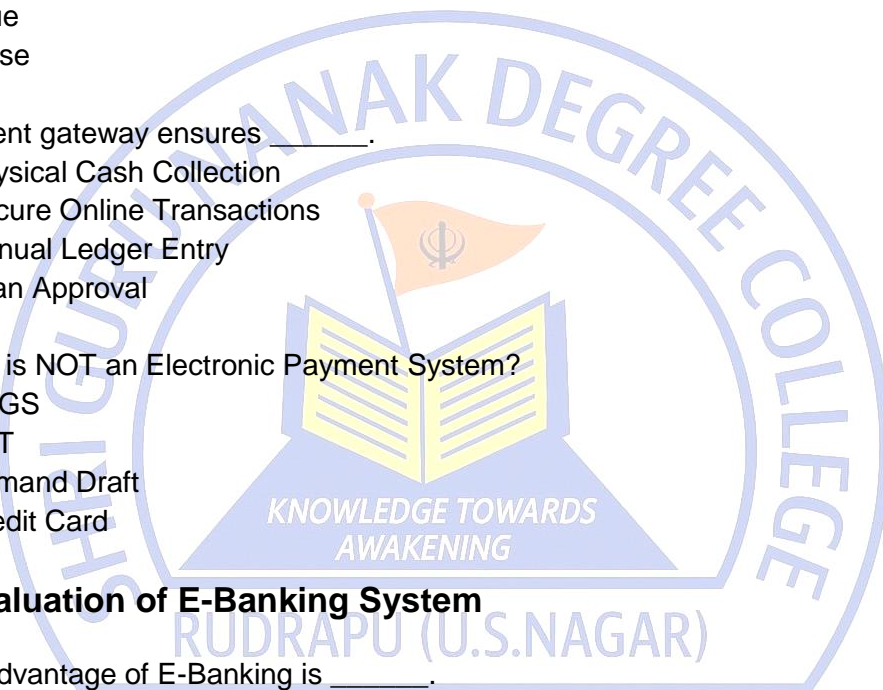 ue
se
ent gateway ensures ______.
ysical Cash Collection
cure Online Transactions
nual Ledger Entry
an Approval
is NOT an Electronic Payment System?
GS
T
mand Draft
edit Card
aluation of E-Banking System
dvantage of E-Banking is ______.
SHRI GURUNANAK DEGREE COLLEGE
KNOWLEDGE TOWARDS
AWAKENING
RUDRAPU (U.S.NAGAR)